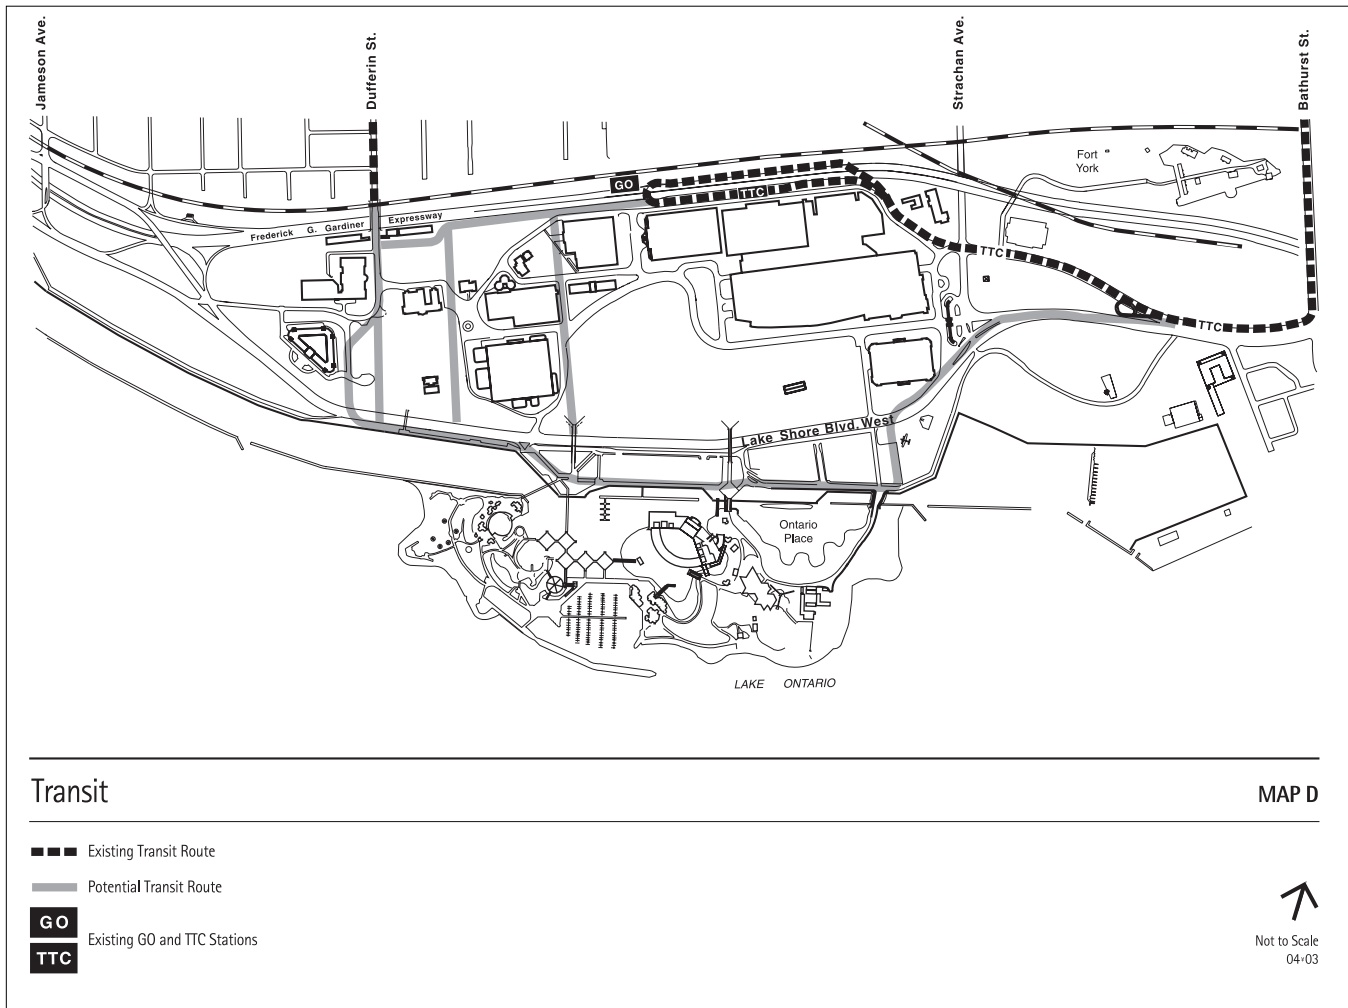 Jameson Ave.
Dufferin St.
Strachan Ave.
Bathurst St.
Fort
York
GO
TTC
Frederick G. Gardiner Expressway
TTC
TTC
Lake Shore Blvd. West
Ontario
Place
LAKE ONTARIO
Transit
MAP D
Existing Transit Route
Potential Transit Route
GO
Existing GO and TTC Stations
TTC
Not to Scale
04 03